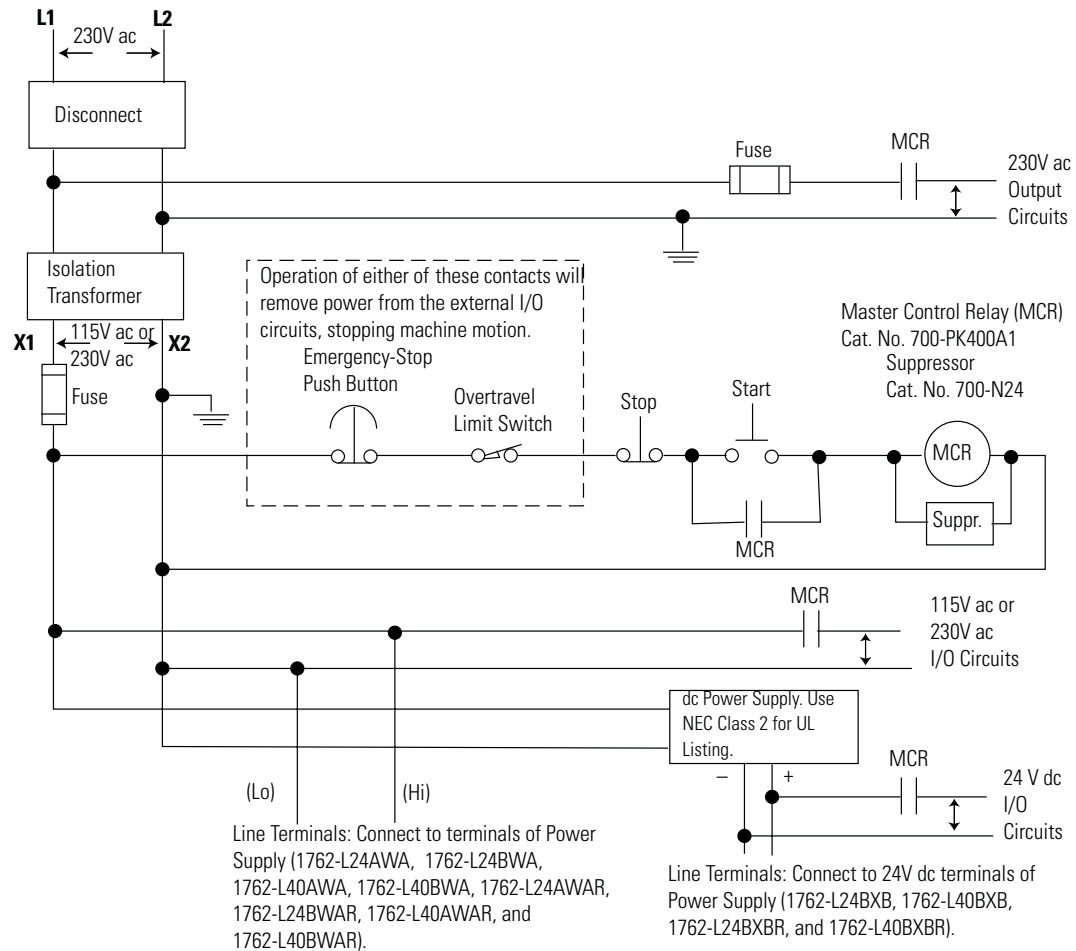 L1
L2
230V ac
Disconnect
Fuse
MCR
230V ac
Output
Circuits
Isolation
Transformer
Operation of either of these contacts will
remove power from the external I/O
circuits, stopping machine motion.
Emergency-Stop
Push Button
Overtravel
Limit Switch
Stop
Start
Master Control Relay (MCR)
Cat. No. 700-PK400A1
Suppressor
Cat. No. 700-N24
X1
115V ac or
230V ac
X2
Fuse
MCR
Suppr.
MCR
MCR
115V ac or
230V ac
I/O Circuits
dc Power Supply. Use
NEC Class 2 for UL
Listing.
–
+
MCR
24 V dc
I/O
Circuits
(Lo)
(Hi)
Line Terminals: Connect to terminals of Power
Supply (1762-L24AWA, 1762-L24BWA,
1762-L40AWA, 1762-L40BWA, 1762-L24AWAR,
1762-L24BWAR, 1762-L40AWAR, and
1762-L40BWAR).
Line Terminals: Connect to 24V dc terminals of
Power Supply (1762-L24BXB, 1762-L40BXB,
1762-L24BXBR, and 1762-L40BXBR).